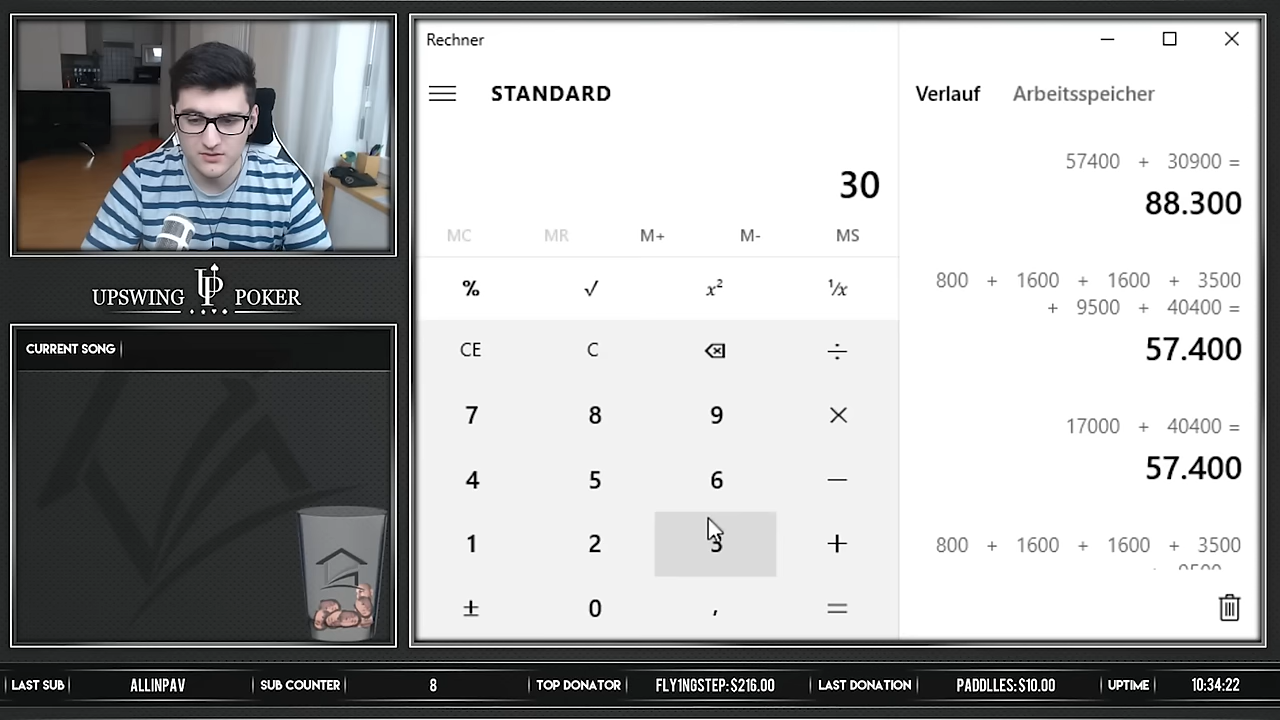 Rechner
STANDARD
Verlauf Arbeitsspeicher
57400 + 30900 =
30
88.300
MC MR M+ M- MS
800 + 1600 + 1600 + 3500
+ 9500 + 40400 =
57.400
% √ x² ¹/x
CE C ÷
7 8 9 ×
17000 + 40400 =
57.400
4 5 6 −
1 2 3 +
800 + 1600 + 1600 + 3500
± 0 , =
UPSWING UP POKER
CURRENT SONG
LAST SUB ALLINPAV SUB COUNTER 8 TOP DONATOR FLY1NGSTEP: $216.00 LAST DONATION PADDLLES: $10.00 UPTIME 10:34:22